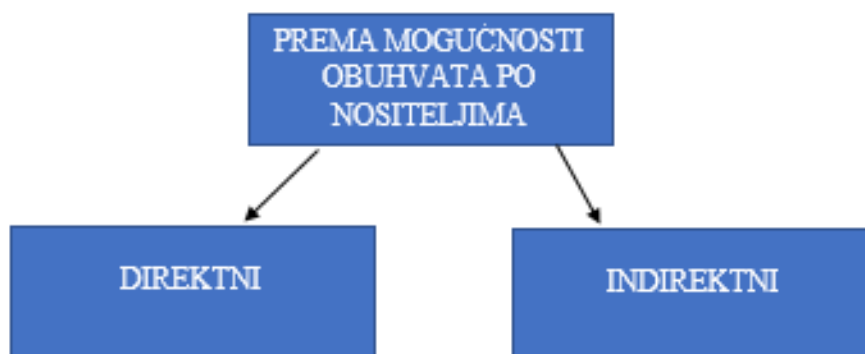 PREMA MOGUĆNOSTI
OBUHVATA PO
NOSITELJIMA
DIREKTNI
INDIREKTNI